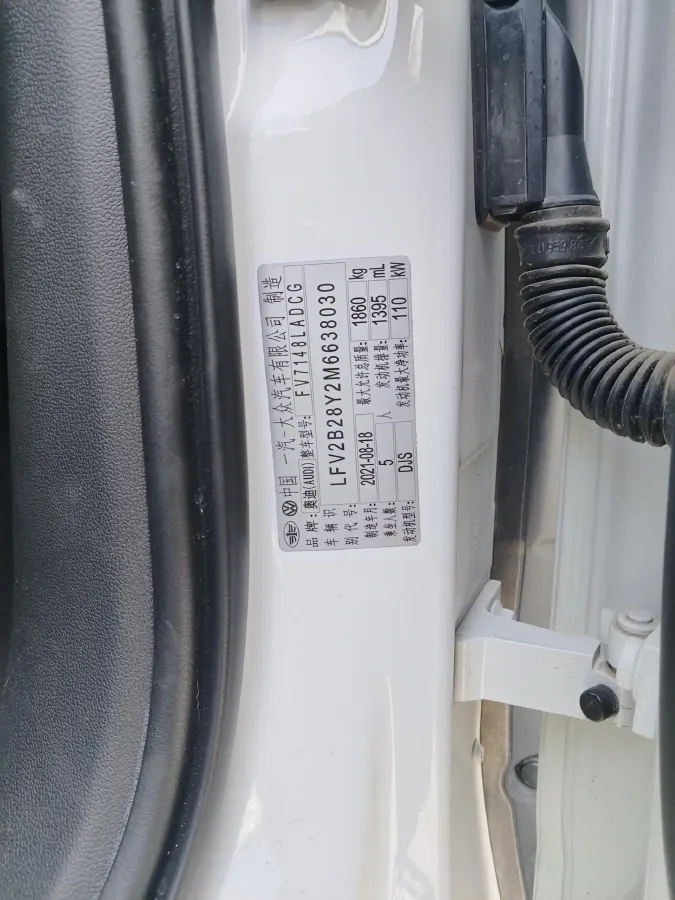 中国 一汽-大众汽车有限公司 制造
品牌:奥迪(AUDI) 整车型号: FV7148LADCG
车辆识别代号: LFV2B28Y2M6638030
制造年月: 2021-08-18 最大允许总质量: 1860 kg
乘坐人数: 5 人 发动机排量: 1395 mL
发动机型号: DJS 发动机最大净功率: 110 kW